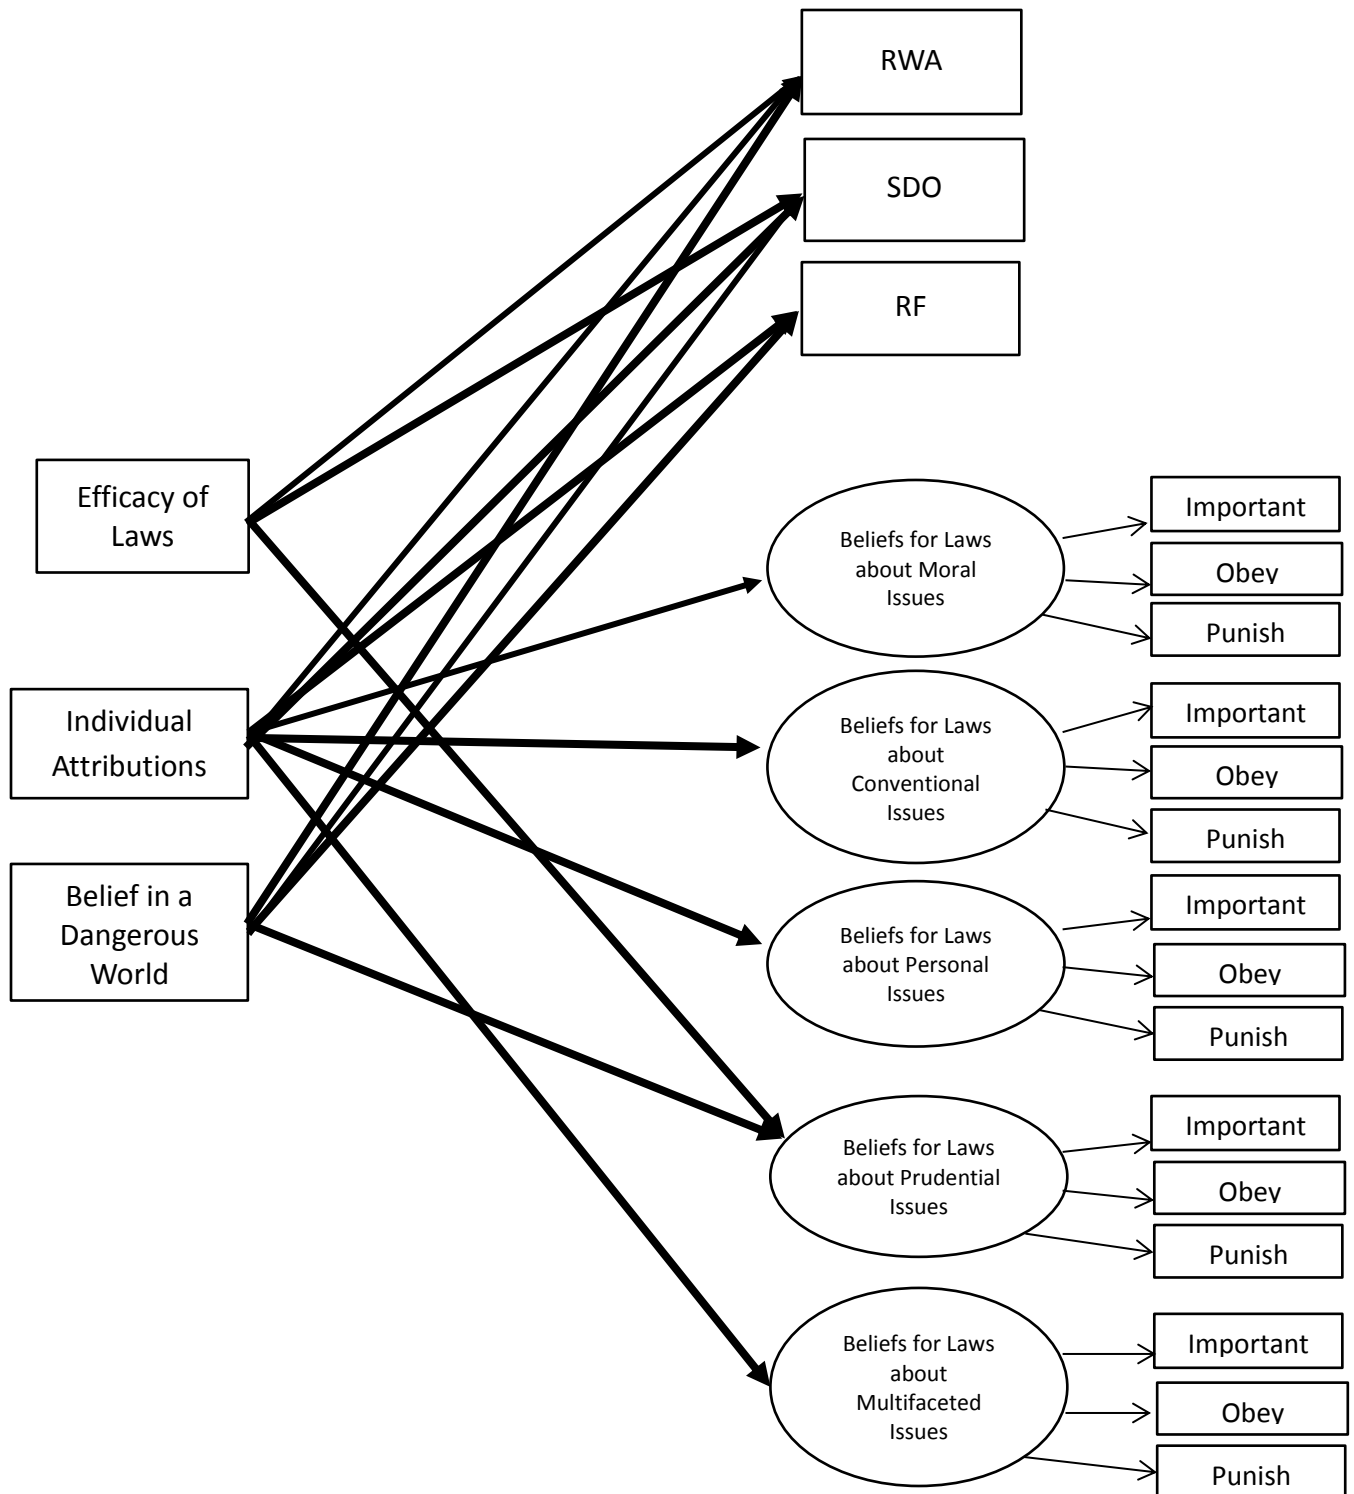 RWA
SDO
RF
Efficacy of
Laws
Individual
Attributions
Belief in a
Dangerous
World
Beliefs for Laws
about Moral
Issues
Important
Obey
Punish
Beliefs for Laws
about
Conventional
Issues
Important
Obey
Punish
Beliefs for Laws
about Personal
Issues
Important
Obey
Punish
Beliefs for Laws
about Prudential
Issues
Important
Obey
Punish
Beliefs for Laws
about
Multifaceted
Issues
Important
Obey
Punish